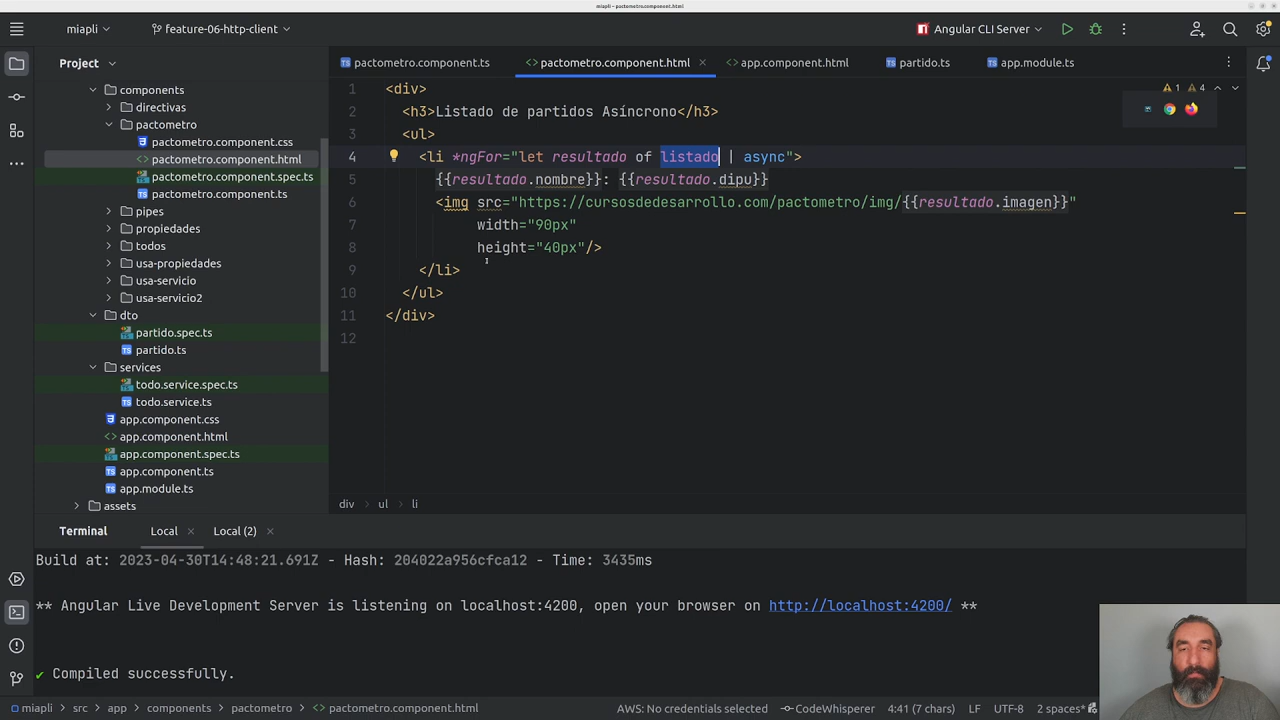 pactometro.component.html
miapli
feature-06-http-client
Angular CLI Server
Project
pactometro.component.ts
pactometro.component.html
app.component.html
partido.ts
app.module.ts
components
directivas
pactometro
pactometro.component.css
pactometro.component.html
pactometro.component.spec.ts
pactometro.component.ts
pipes
propiedades
todos
usa-propiedades
usa-servicio
usa-servicio2
dto
partido.spec.ts
partido.ts
services
todo.service.spec.ts
todo.service.ts
app.component.css
app.component.html
app.component.spec.ts
app.component.ts
app.module.ts
assets
1 <div>
2 <h3>Listado de partidos Asíncrono</h3>
3 <ul>
4 <li *ngFor="let resultado of listado | async">
5 {{resultado.nombre}}: {{resultado.dipu}}
6 <img src="https://cursosdedesarrollo.com/pactometro/img/{{resultado.imagen}}"
7 width="90px"
8 height="40px"/>
9 </li>
10 </ul>
11 </div>
12
1 4
div ul li
Terminal Local Local (2)
Build at: 2023-04-30T14:48:21.691Z - Hash: 204022a956cfca12 - Time: 3435ms
** Angular Live Development Server is listening on localhost:4200, open your browser on http://localhost:4200/ **
✔ Compiled successfully.
miapli src app components pactometro pactometro.component.html
AWS: No credentials selected CodeWhisperer 4:41 (7 chars) LF UTF-8 2 spaces*